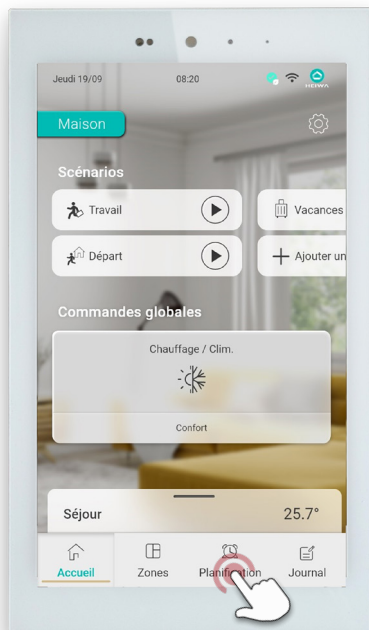 Jeudi 19/09 08:20
HEIWA
Maison
Scénarios
Travail Vacances
Départ Ajouter un
Commandes globales
Chauffage / Clim.
Confort
Séjour 25.7°
Accueil Zones Planification Journal